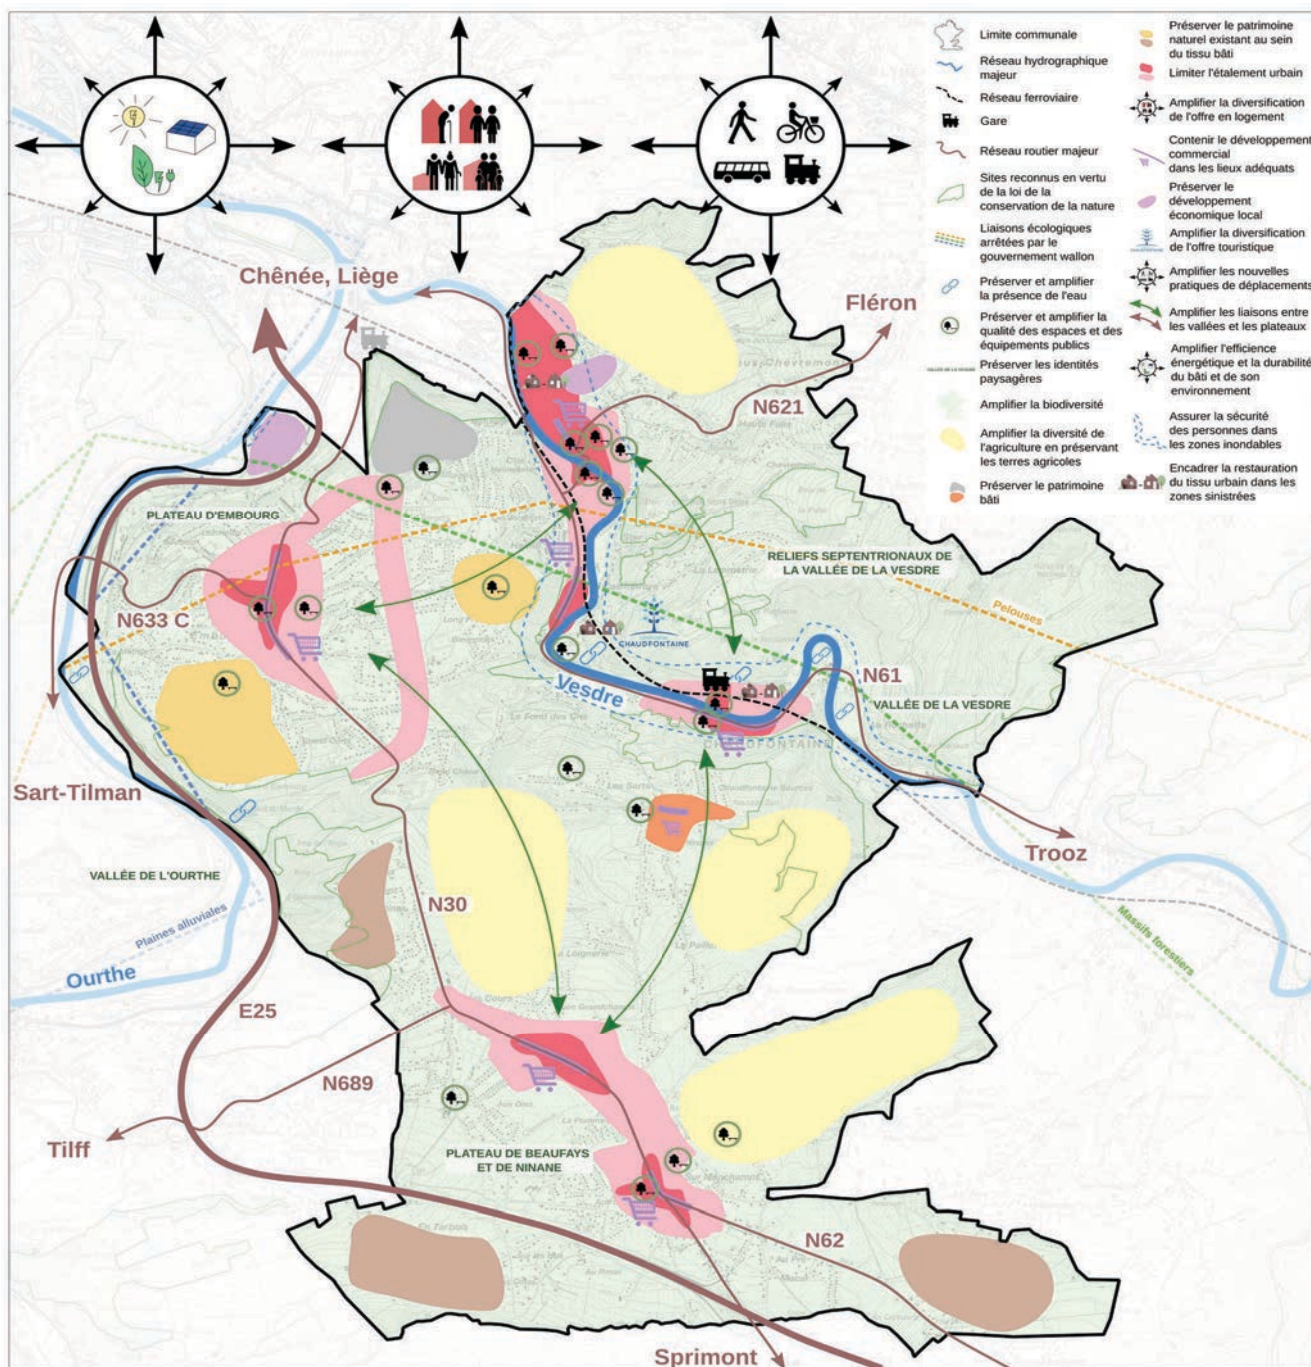 Limite communale
Réseau hydrographique
majeur
Réseau ferroviaire
Gare
Réseau routier majeur
Sites reconnus en vertu
de la loi de la
conservation de la nature
Liaisons écologiques
arrêtées par le
gouvernement wallon
Préserver et amplifier
la présence de l'eau
Préserver et amplifier la
qualité des espaces et des
équipements publics
VALLÉE DE LA VESDRE
Préserver les identités
paysagères
Amplifier la biodiversité
Amplifier la diversité de
l'agriculture en préservant
les terres agricoles
Préserver le patrimoine
bâti
Préserver le patrimoine
naturel existant au sein
du tissu bâti
Limiter l'étalement urbain
Amplifier la diversification
de l'offre en logement
Contenir le développement
commercial
dans les lieux adéquats
Préserver le
développement
économique local
CHAUDFONTAINE
Amplifier la diversification
de l'offre touristique
Amplifier les nouvelles
pratiques de déplacements
Amplifier les liaisons entre
les vallées et les plateaux
Amplifier l'efficience
énergétique et la durabilité
du bâti et de son
environnement
Assurer la sécurité
des personnes dans
les zones inondables
Encadrer la restauration
du tissu urbain dans les
zones sinistrées
Chênée, Liège
Fléron
N621
PLATEAU D'EMBOURG
RELIEFS SEPTENTRIONAUX DE
LA VALLÉE DE LA VESDRE
N633 C
Pelouses
CHAUDFONTAINE
Vesdre
N61
VALLÉE DE LA VESDRE
CHAUDFONTAINE
Sart-Tilman
Trooz
VALLÉE DE L'OURTHE
N30
Plaines alluviales
Massifs forestiers
Ourthe
E25
N689
Tilff
PLATEAU DE BEAUFAYS
ET DE NINANE
N62
Sprimont